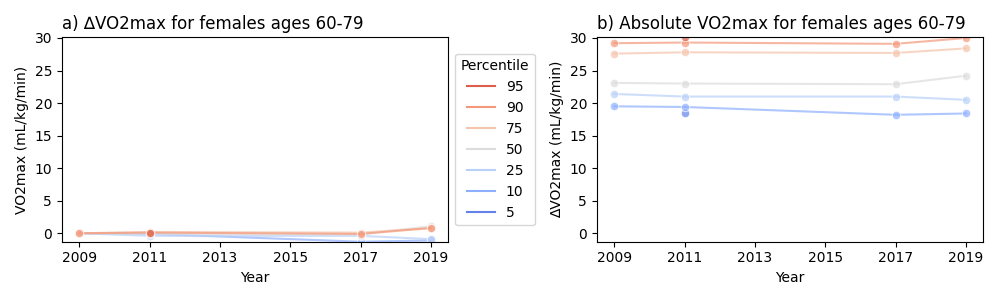 a) ΔVO2max for females ages 60-79
b) Absolute VO2max for females ages 60-79
VO2max (mL/kg/min)
30
25
20
15
10
5
0
2009 2011 2013 2015 2017 2019
Year
Percentile
95
90
75
50
25
10
5
ΔVO2max (mL/kg/min)
30
25
20
15
10
5
0
2009 2011 2013 2015 2017 2019
Year